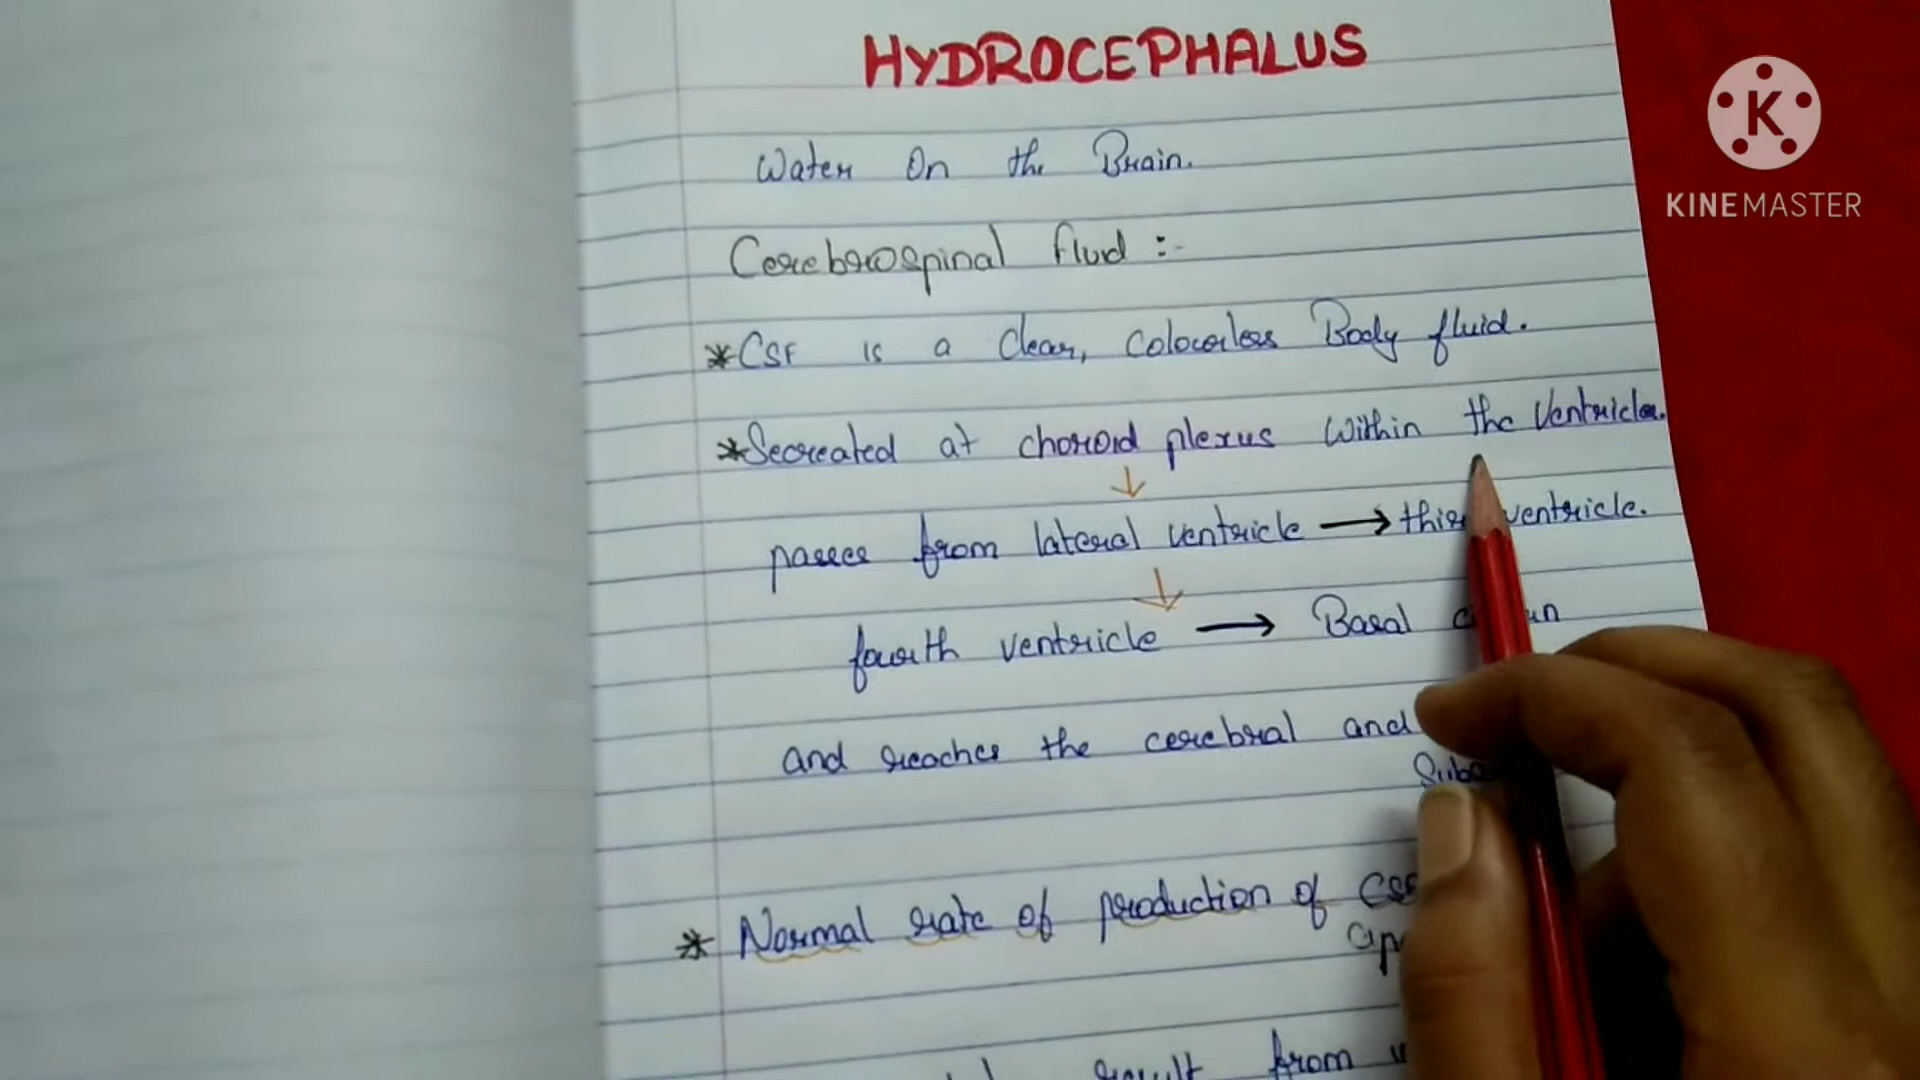 HYDROCEPHALUS
Water On the Brain.
Cerebrospinal fluid :-
*CSF is a clear, colourless Body fluid.
*Secreated at choroid plexus within the ventricle.
↓
passes from lateral ventricle → third ventricle.
↓
fourth ventricle → Basal
and reaches the cerebral and
* Normal rate of production of CSF
result from
K
KINEMASTER